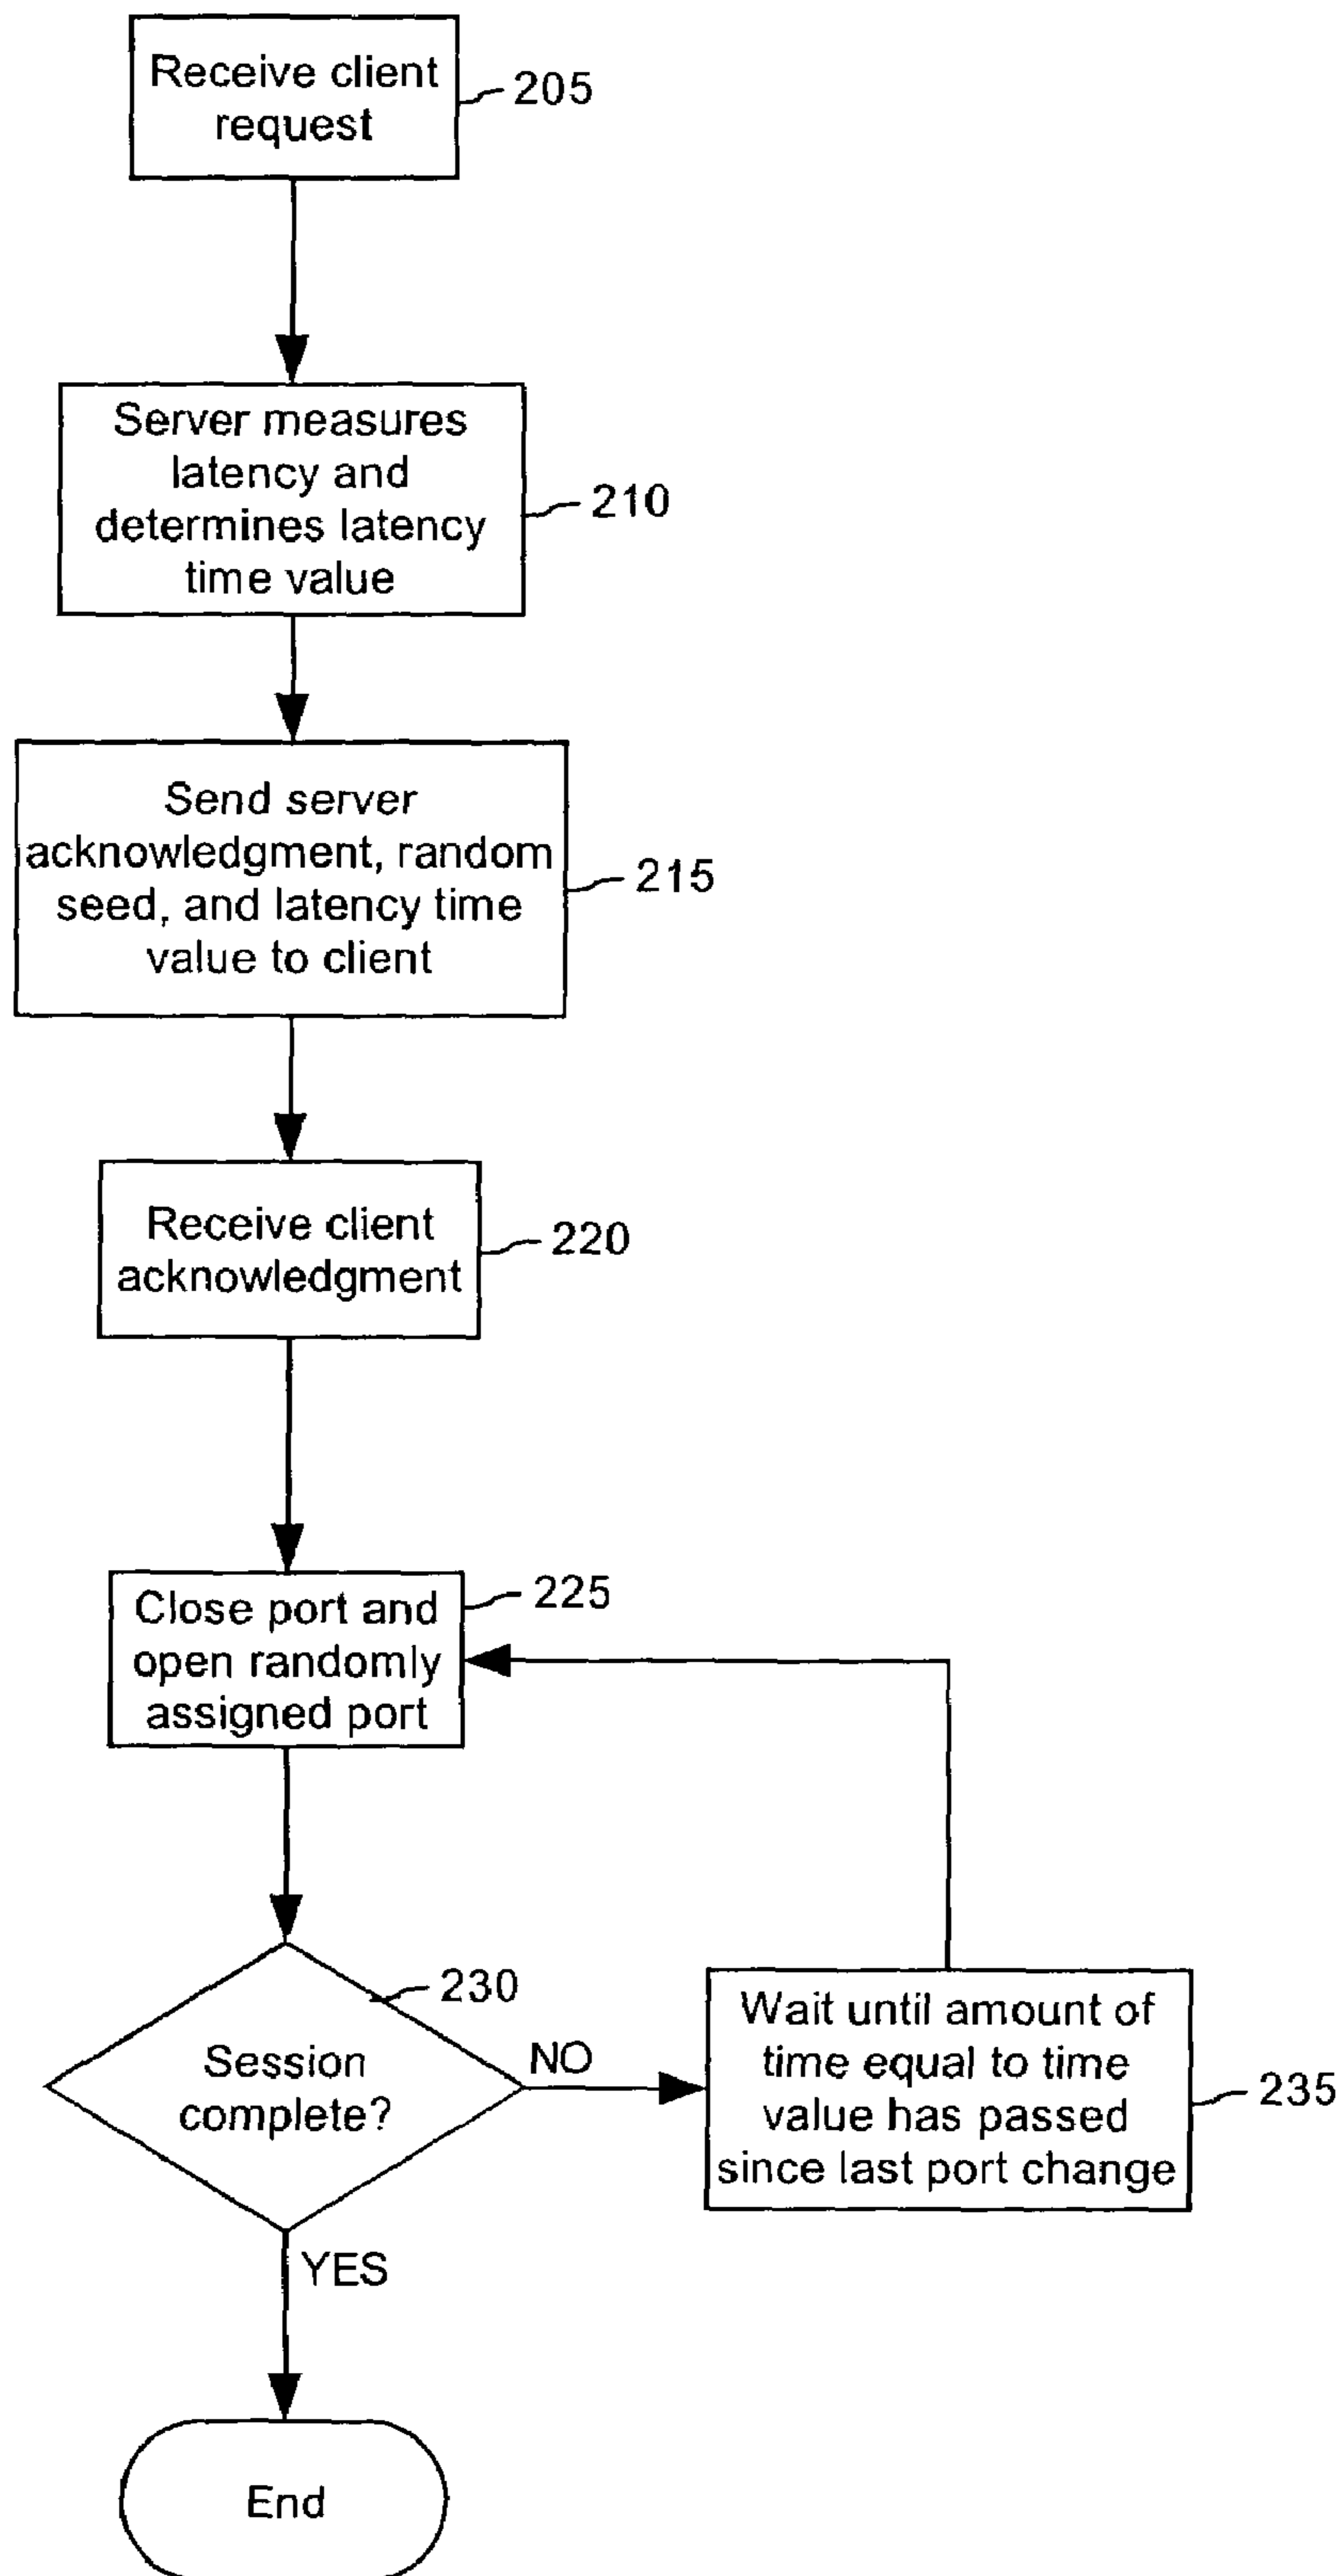 Receive client
request
205
Server measures
latency and
determines latency
time value
210
Send server
acknowledgment, random
seed, and latency time
value to client
215
Receive client
acknowledgment
220
Close port and
open randomly
assigned port
225
230
Session
complete?
NO
Wait until amount of
time equal to time
value has passed
since last port change
235
YES
End